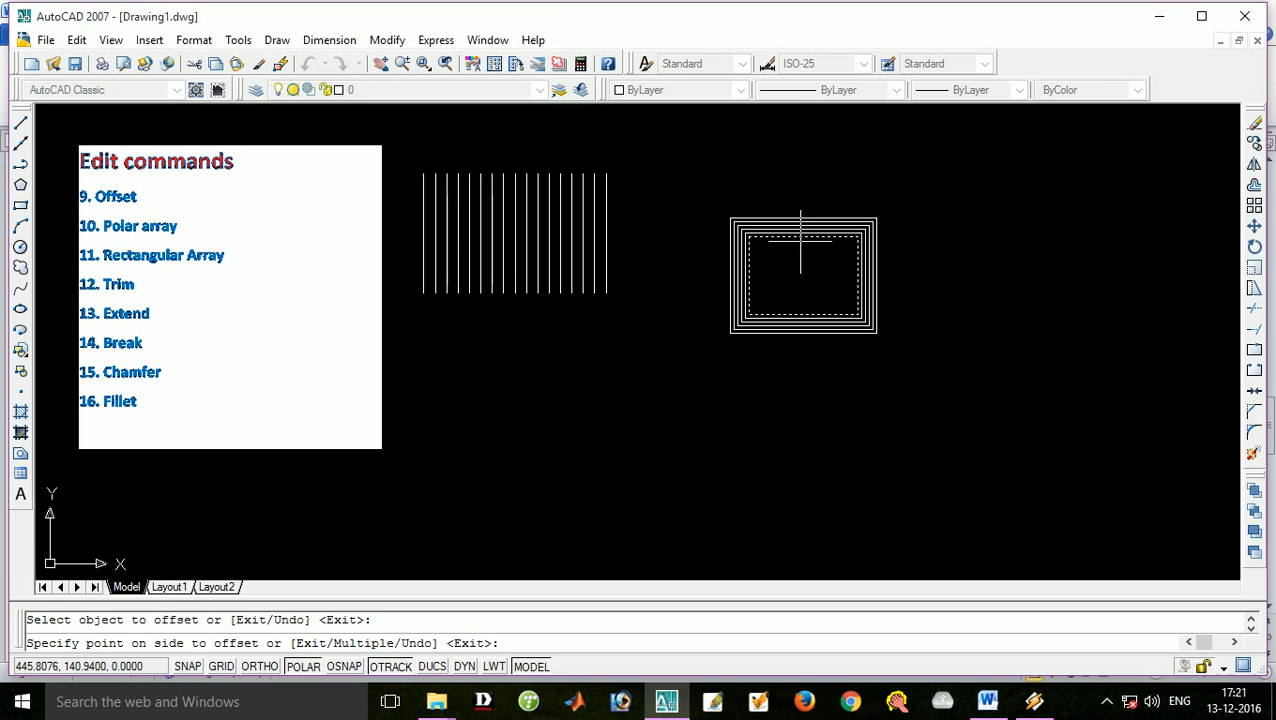 AutoCAD 2007 - [Drawing1.dwg]
File Edit View Insert Format Tools Draw Dimension Modify Express Window Help
Standard ISO-25 Standard
AutoCAD Classic 0 ByLayer ByLayer ByLayer ByColor
Edit commands
9. Offset
10. Polar array
11. Rectangular Array
12. Trim
13. Extend
14. Break
15. Chamfer
16. Fillet
A
Y
X
Model Layout1 Layout2
Select object to offset or [Exit/Undo] <Exit>:
Specify point on side to offset or [Exit/Multiple/Undo] <Exit>:
445.8076, 140.9400, 0.0000 SNAP GRID ORTHO POLAR OSNAP OTRACK DUCS DYN LWT MODEL
Search the web and Windows
ENG
17:21
13-12-2016